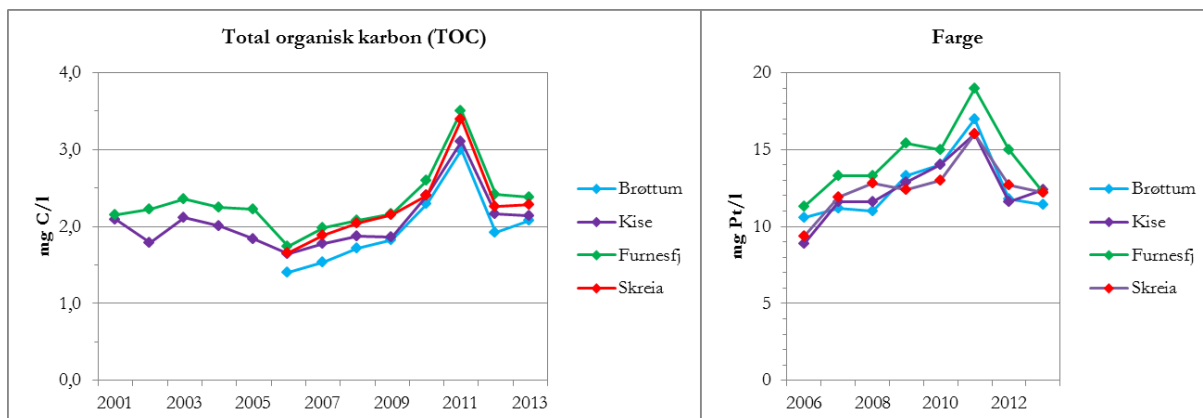 Total organisk karbon (TOC)
4,0
3,0
2,0
1,0
0,0
mg C/l
2001 2003 2005 2007 2009 2011 2013
Brøttum
Kise
Furnesfj
Skreia
Farge
20
15
10
5
0
mg Pt/l
2006 2008 2010 2012
Brøttum
Kise
Furnesfj
Skreia